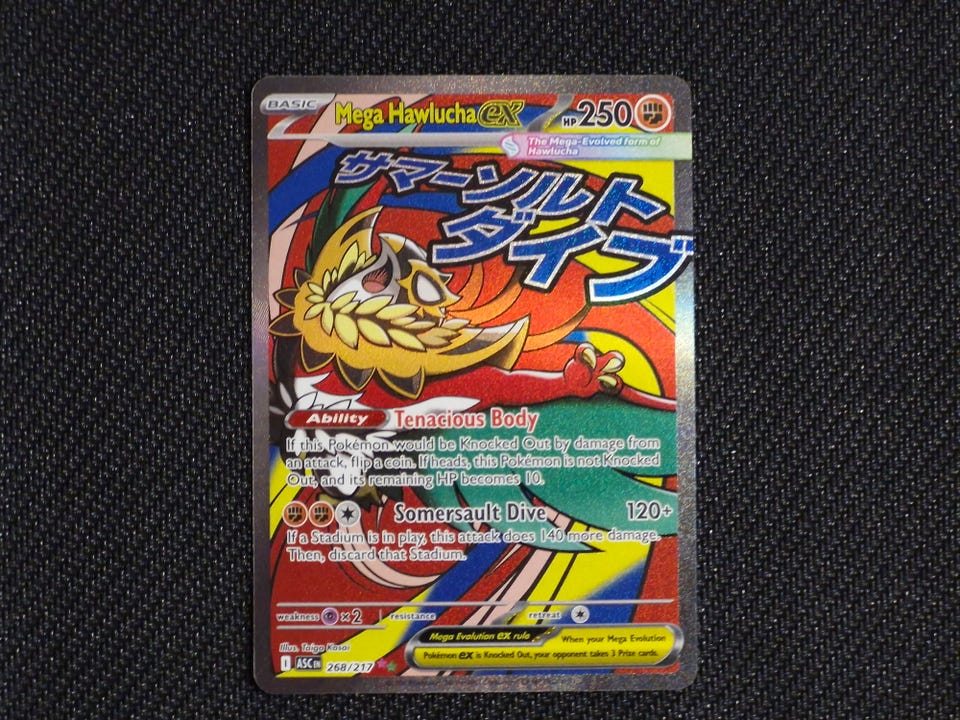 BASIC Mega Hawlucha ex HP 250
The Mega-Evolved form of
Hawlucha
サマーソルト
ダイブ
Ability Tenacious Body
If this Pokémon would be Knocked Out by damage from
an attack, flip a coin. If heads, this Pokémon is not Knocked
Out, and its remaining HP becomes 10.
Somersault Dive 120+
If a Stadium is in play, this attack does 140 more damage.
Then, discard that Stadium.
weakness ×2 resistance retreat
Illus. Taiga Kasai
Mega Evolution ex rule When your Mega Evolution
Pokémon ex is Knocked Out, your opponent takes 3 Prize cards.
I ASC EN 268/217